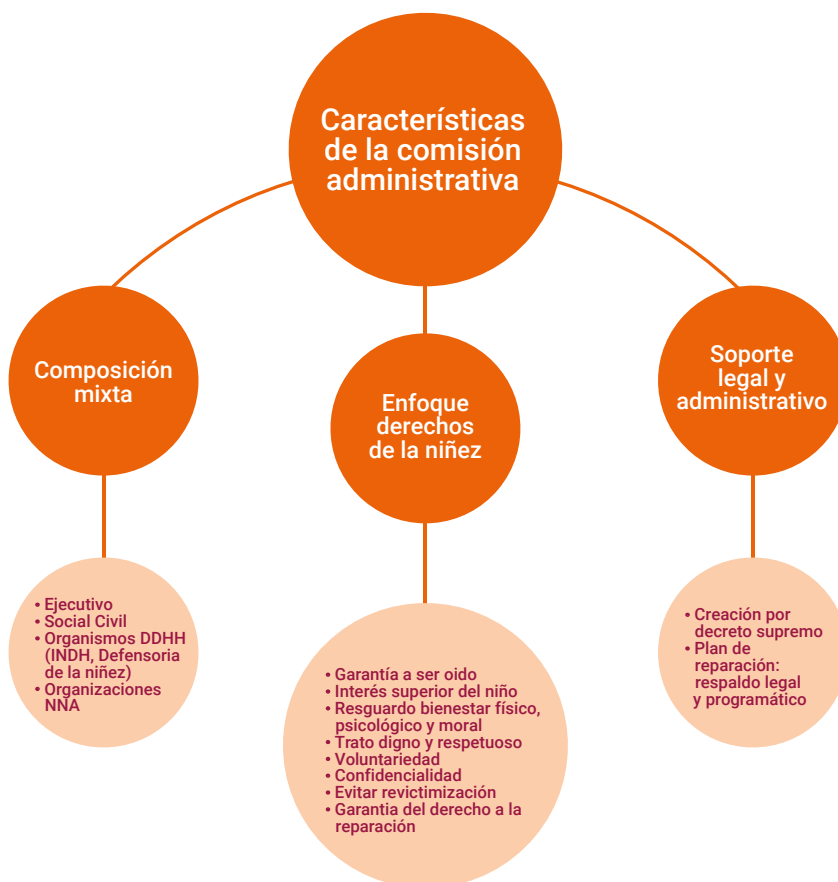 Características
de la comisión
administrativa
Composición
mixta
Enfoque
derechos
de la niñez
Soporte
legal y
administrativo
• Ejecutivo
• Social Civil
• Organismos DDHH
(INDH, Defensoria
de la niñez)
• Organizaciones
NNA
• Garantía a ser oido
• Interés superior del niño
• Resguardo bienestar físico,
psicológico y moral
• Trato digno y respetuoso
• Voluntariedad
• Confidencialidad
• Evitar revictimización
• Garantia del derecho a la
reparación
• Creación por
decreto supremo
• Plan de
reparación:
respaldo legal
y programático